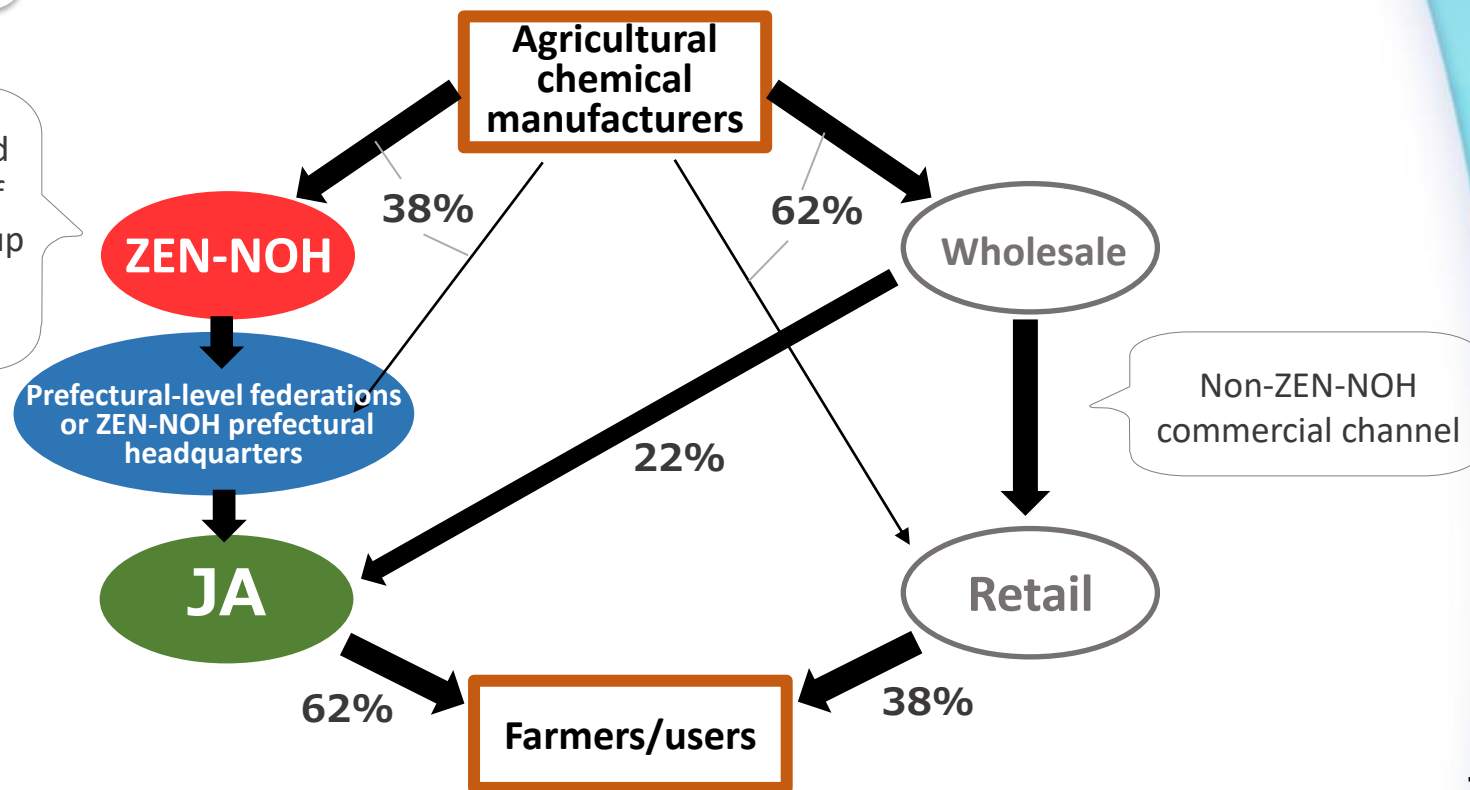 Agricultural
chemical
manufacturers
up
38%
62%
ZEN-NOH
Wholesale
Prefectural-level federations
or ZEN-NOH prefectural
headquarters
Non-ZEN-NOH
commercial channel
22%
JA
Retail
62%
38%
Farmers/users